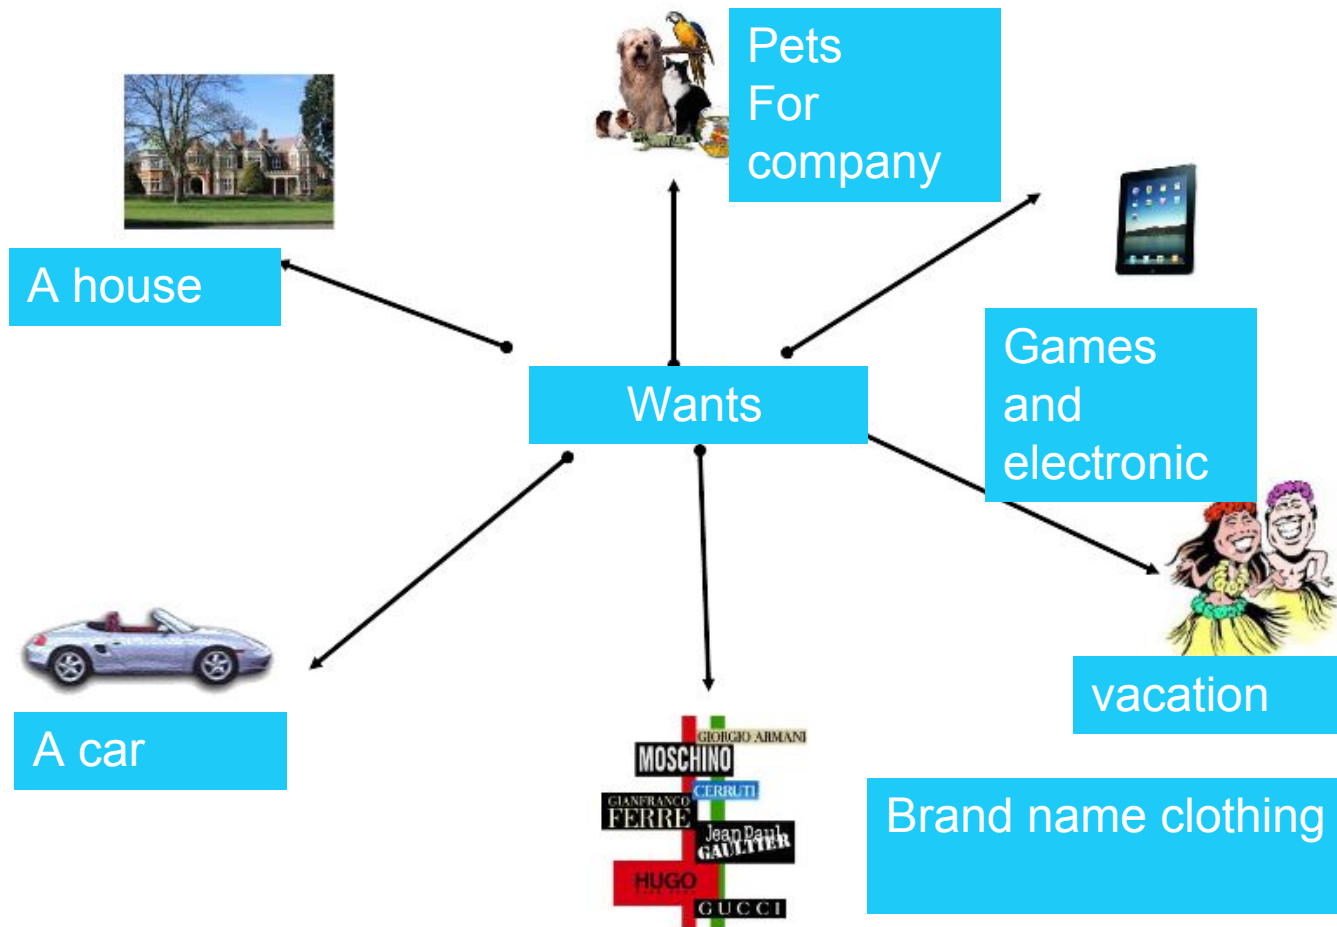 Pets
For
company
A house
Games
and
electronic
Wants
vacation
A car
Brand name clothing
GIORGIO ARMANI
MOSCHINO
CERRUTI
GIANFRANCO
FERRE
Jean Paul
GAULTIER
HUGO
GUCCI